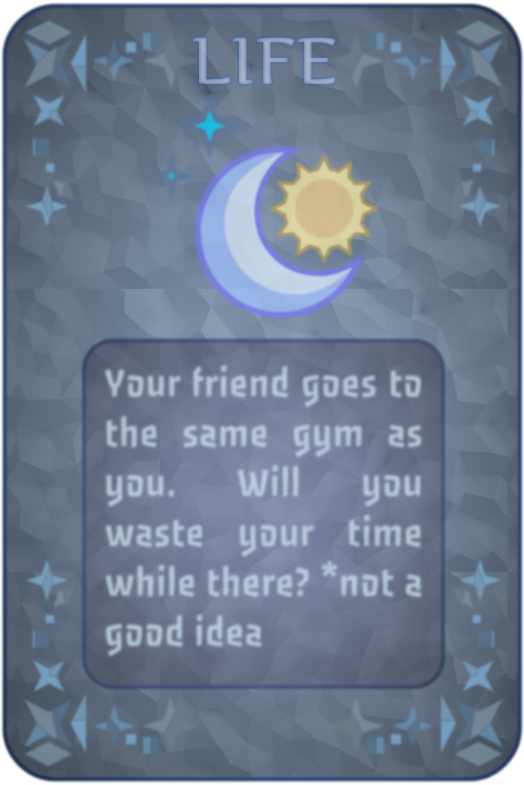 LIFE
Your friend goes to
the same gym as
you. Will you
waste your time
while there? *not a
good idea